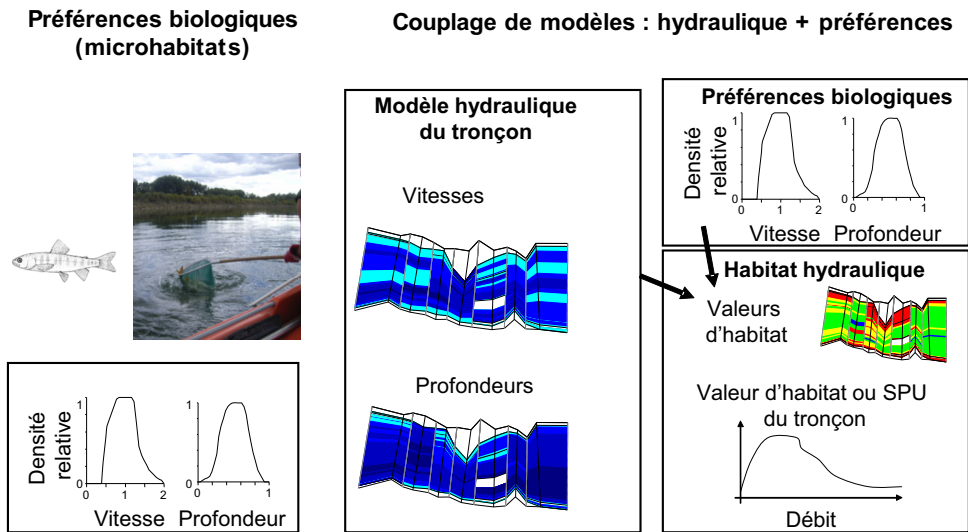 Préférences biologiques
(microhabitats)
Couplage de modèles : hydraulique + préférences
Densité
relative
1
0
0
1
2
Vitesse
1
0
0
1
Profondeur
Modèle hydraulique
du tronçon
Vitesses
Profondeurs
Préférences biologiques
Densité
relative
1
0
0
1
2
Vitesse
1
0
0
1
Profondeur
Habitat hydraulique
Valeurs
d’habitat
Valeur d’habitat ou SPU
du tronçon
Débit